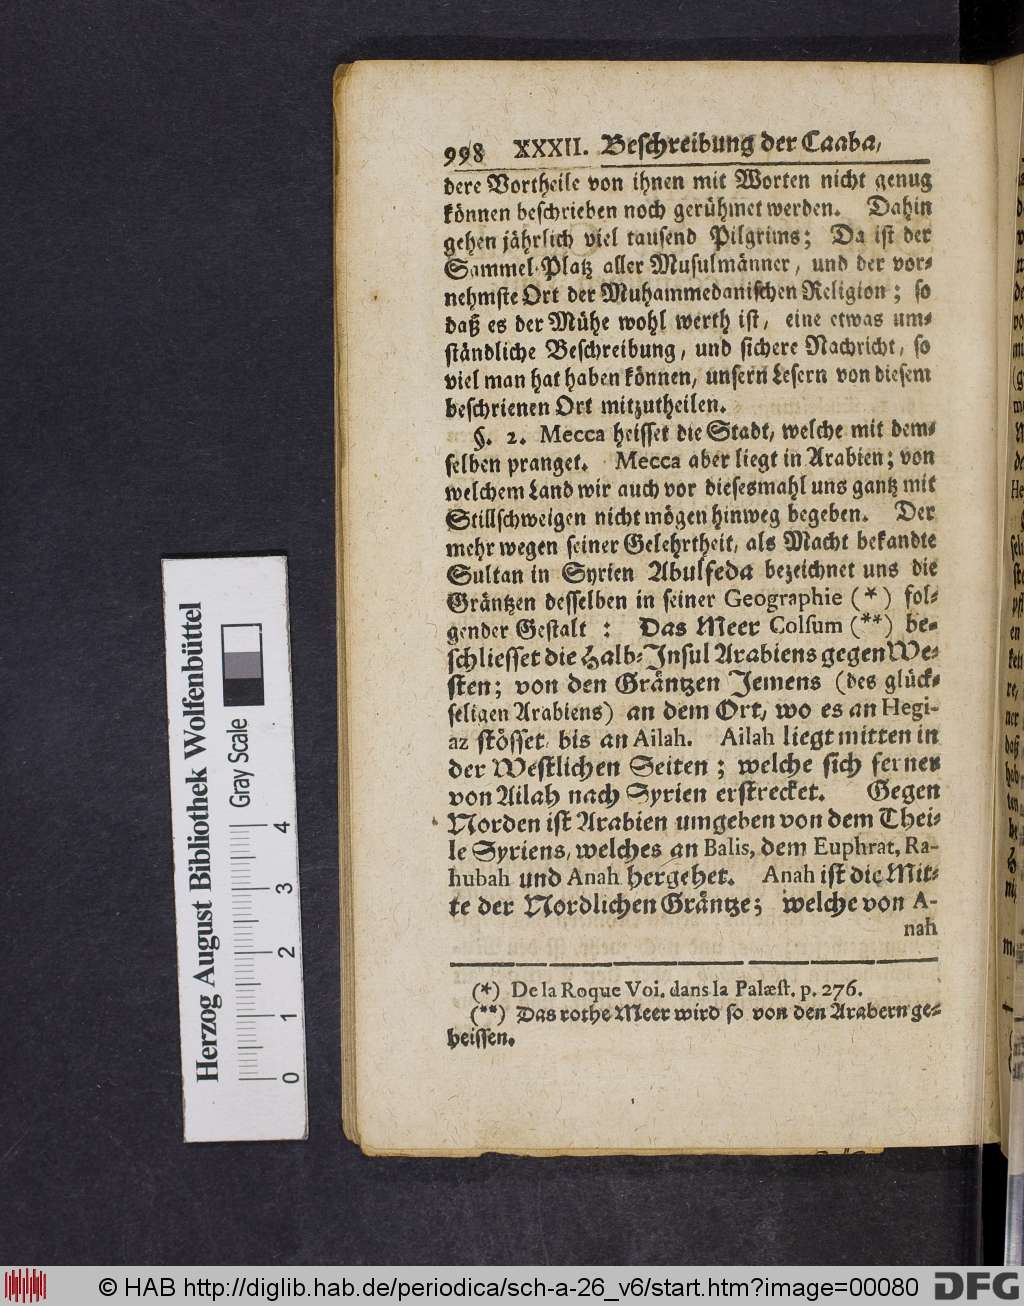 998 XXXII. Beschreibung der Caaba,
dere Vortheile von ihnen mit Worten nicht genug
können beschrieben noch gerühmet werden. Dahin
gehen jährlich viel tausend Pilgrims; Da ist der
Sammel-Platz aller Musulmänner, und der vor-
nehmste Ort der Muhammedanischen Religion; so
daß es der Mühe wohl werth ist, eine etwas um-
ständliche Beschreibung, und sichere Nachricht, so
viel man hat haben können, unsern Lesern von diesem
beschrienen Ort mitzutheilen.
§. 2. Mecca heisset die Stadt, welche mit dem-
selben pranget. Mecca aber liegt in Arabien; von
welchem Land wir auch vor diesesmahl uns gantz mit
Stillschweigen nicht mögen hinweg begeben. Der
mehr wegen seiner Gelehrtheit, als Macht bekandte
Sultan in Syrien Abulfeda bezeichnet uns die
Gräntzen desselben in seiner Geographie (*) fol-
gender Gestalt: Das Meer Colsum (**) be-
schliesset die Halb-Insul Arabiens gegen We-
sten; von den Gräntzen Jemens (des glück-
seligen Arabiens) an dem Ort, wo es an Hegi-
az stösset, bis an Ailah. Ailah liegt mitten in
der Westlichen Seiten; welche sich ferner
von Ailah nach Syrien erstrecket. Gegen
Norden ist Arabien umgeben von dem Thei-
le Syriens, welches an Balis, dem Euphrat, Ra-
hubah und Anah hergehet. Anah ist die Mit-
te der Nordlichen Gräntze; welche von A-
nah
(*) De la Roque Voi. dans la Palæst. p. 276.
(**) Das rothe Meer wird so von den Arabern ge-
heissen.
Herzog August Bibliothek Wolfenbüttel
Gray Scale
0 1 2 3 4
© HAB http://diglib.hab.de/periodica/sch-a-26_v6/start.htm?image=00080
DFG